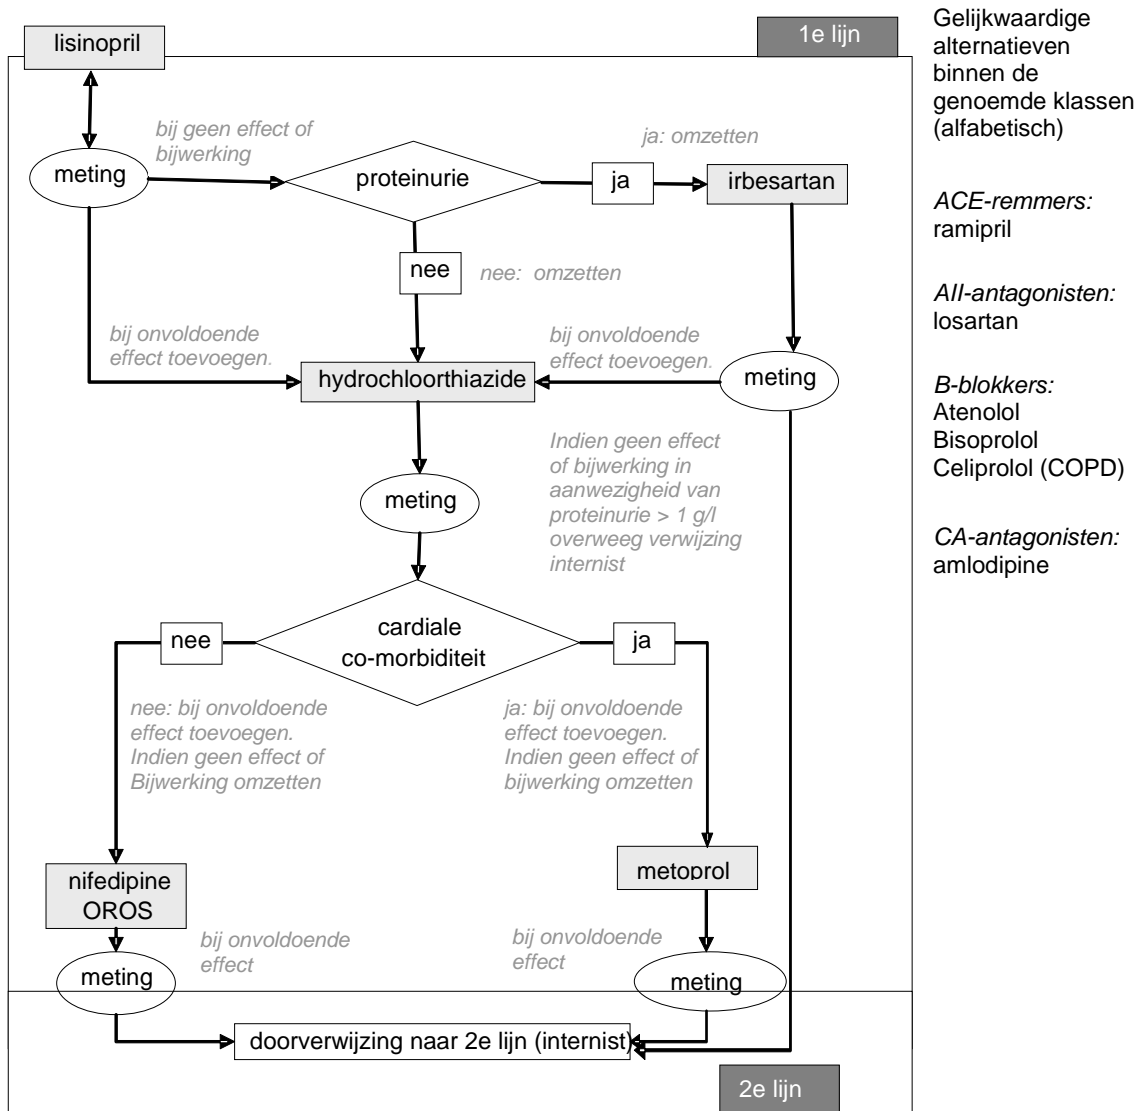 lisinopril
1e lijn
bij geen effect of
bijwerking
ja: omzetten
meting
proteinurie
ja
irbesartan
nee
nee: omzetten
bij onvoldoende
effect toevoegen.
bij onvoldoende
effect toevoegen.
hydrochloorthiazide
meting
meting
Indien geen effect
of bijwerking in
aanwezigheid van
proteinurie > 1 g/l
overweeg verwijzing
internist
cardiale
co-morbiditeit
nee
ja
nee: bij onvoldoende
effect toevoegen.
Indien geen effect of
Bijwerking omzetten
ja: bij onvoldoende
effect toevoegen.
Indien geen effect of
bijwerking omzetten
nifedipine
OROS
metoprol
bij onvoldoende
effect
bij onvoldoende
effect
meting
meting
doorverwijzing naar 2e lijn (internist)
2e lijn
Gelijkwaardige
alternatieven
binnen de
genoemde klassen
(alfabetisch)
ACE-remmers:
ramipril
AII-antagonisten:
losartan
B-blokkers:
Atenolol
Bisoprolol
Celiprolol (COPD)
CA-antagonisten:
amlodipine